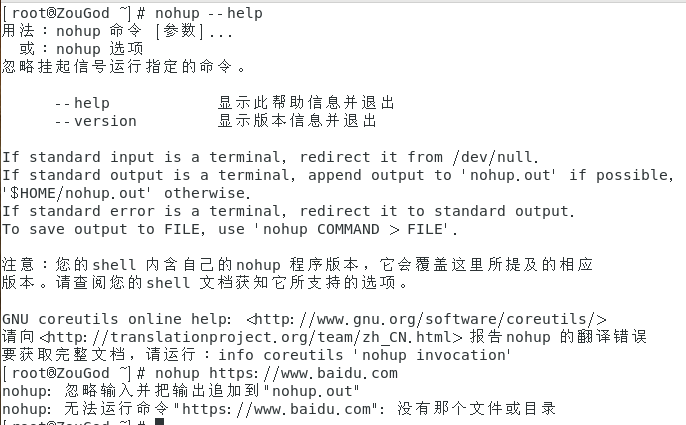 [root@ZouGod ~]# nohup --help
用法：nohup 命令 [参数]...
　或：nohup 选项
忽略挂起信号运行指定的命令。
--help 显示此帮助信息并退出
--version 显示版本信息并退出
If standard input is a terminal, redirect it from /dev/null.
If standard output is a terminal, append output to 'nohup.out' if possible,
'$HOME/nohup.out' otherwise.
If standard error is a terminal, redirect it to standard output.
To save output to FILE, use 'nohup COMMAND > FILE'.
注意：您的shell 内含自己的nohup 程序版本，它会覆盖这里所提及的相应
版本。请查阅您的shell 文档获知它所支持的选项。
GNU coreutils online help: <http://www.gnu.org/software/coreutils/>
请向<http://translationproject.org/team/zh_CN.html> 报告nohup 的翻译错误
要获取完整文档，请运行：info coreutils 'nohup invocation'
[root@ZouGod ~]# nohup https://www.baidu.com
nohup: 忽略输入并把输出追加到"nohup.out"
nohup: 无法运行命令"https://www.baidu.com": 没有那个文件或目录
[root@ZouGod ~]#